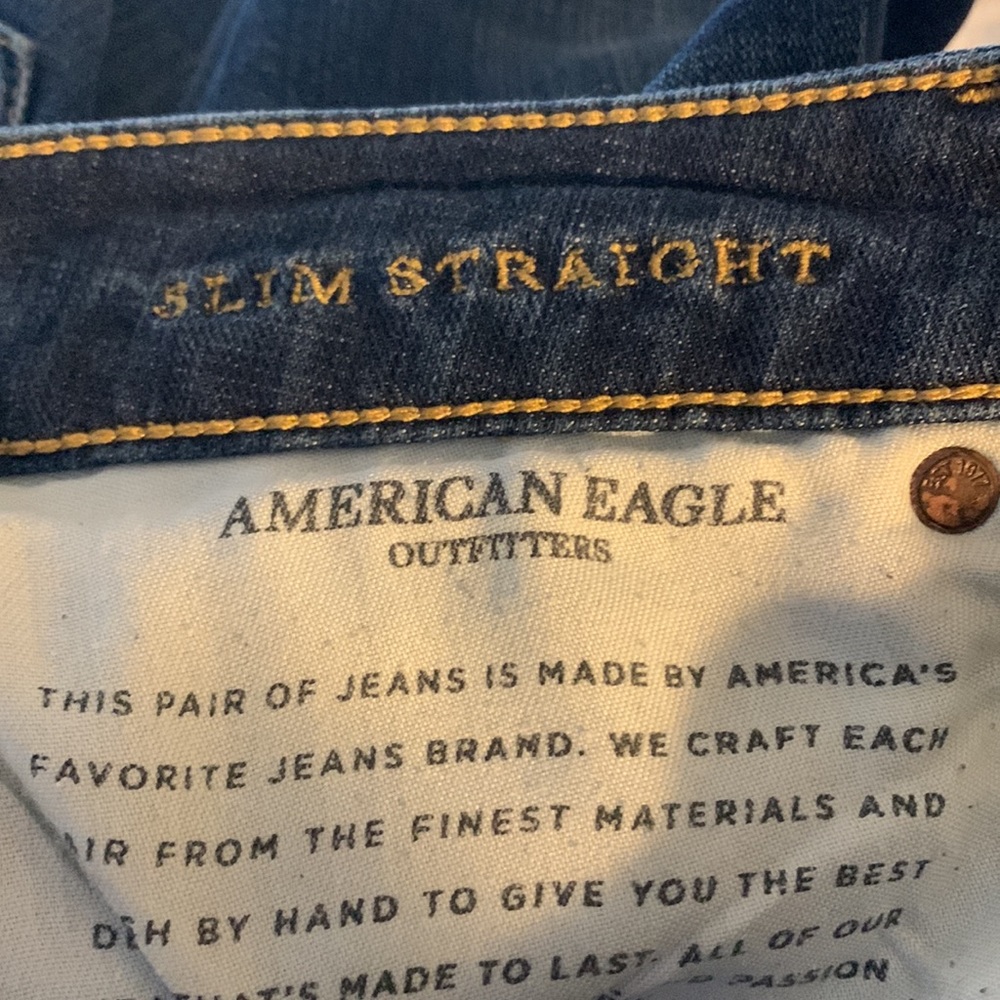 SLIM STRAIGHT
AMERICAN EAGLE
OUTFITTERS
THIS PAIR OF JEANS IS MADE BY AMERICA'S
FAVORITE JEANS BRAND. WE CRAFT EACH
FROM THE FINEST MATERIALS AND
BY HAND TO GIVE YOU THE BEST
MADE TO LAST. ALL OF OUR
PASSION